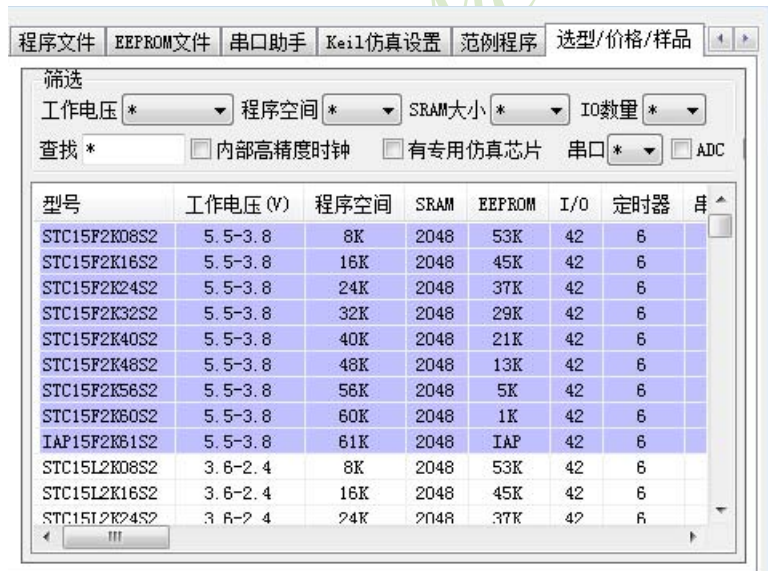 程序文件 EEPROM文件 串口助手 Keil仿真设置 范例程序 选型/价格/样品
筛选
工作电压 * 程序空间 * SRAM大小 * IO数量 *
查找 * 内部高精度时钟 有专用仿真芯片 串口 * ADC
型号 工作电压(V) 程序空间 SRAM EEPROM I/O 定时器 串
STC15F2K08S2 5.5-3.8 8K 2048 53K 42 6
STC15F2K16S2 5.5-3.8 16K 2048 45K 42 6
STC15F2K24S2 5.5-3.8 24K 2048 37K 42 6
STC15F2K32S2 5.5-3.8 32K 2048 29K 42 6
STC15F2K40S2 5.5-3.8 40K 2048 21K 42 6
STC15F2K48S2 5.5-3.8 48K 2048 13K 42 6
STC15F2K56S2 5.5-3.8 56K 2048 5K 42 6
STC15F2K60S2 5.5-3.8 60K 2048 1K 42 6
IAP15F2K61S2 5.5-3.8 61K 2048 IAP 42 6
STC15L2K08S2 3.6-2.4 8K 2048 53K 42 6
STC15L2K16S2 3.6-2.4 16K 2048 45K 42 6
STC15L2K24S2 3.6-2.4 24K 2048 37K 42 6